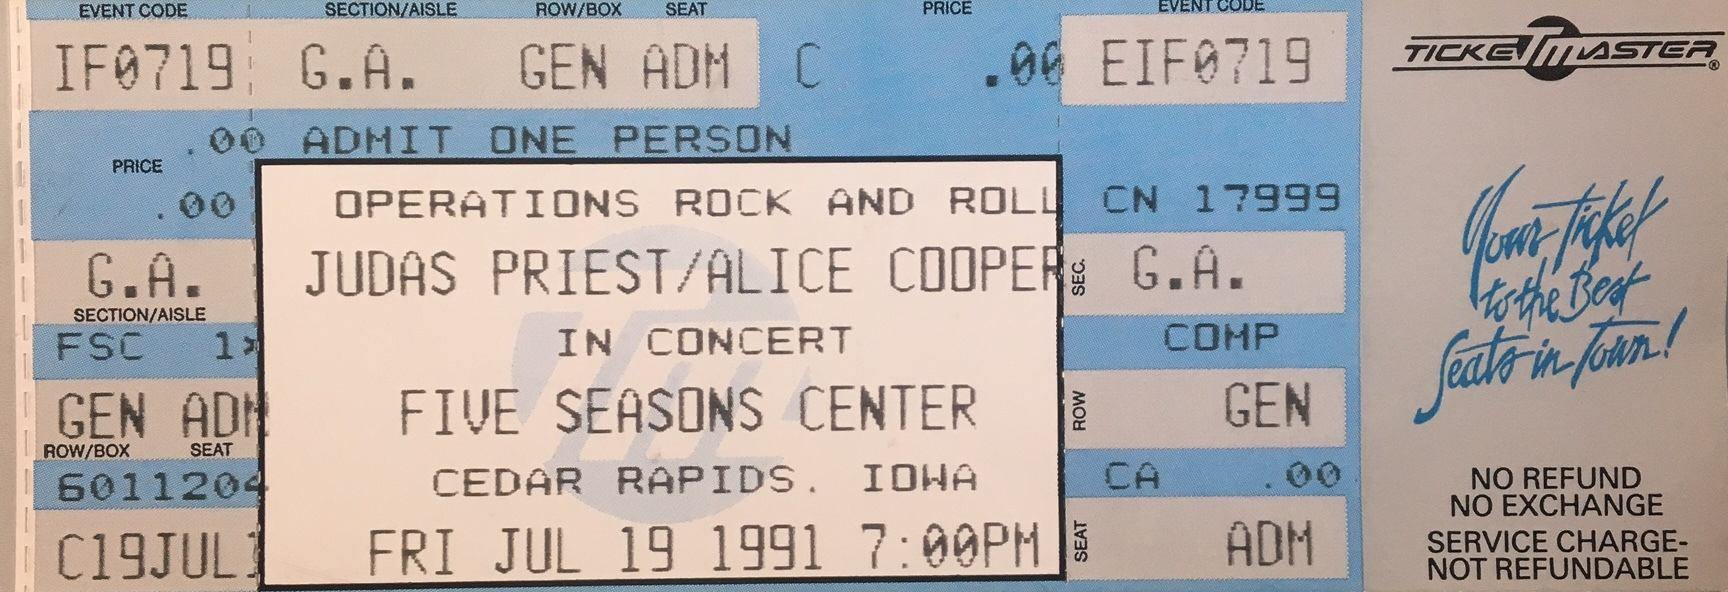 EVENT CODE SECTION/AISLE ROW/BOX SEAT PRICE EVENT CODE
IF0719 G.A. GEN ADM C .00 EIF0719
.00 ADMIT ONE PERSON
PRICE
.00
G.A.
SECTION/AISLE
FSC 1×
GEN ADM
ROW/BOX SEAT
6011204
C19JUL1
OPERATIONS ROCK AND ROLL
JUDAS PRIEST/ALICE COOPER
IN CONCERT
FIVE SEASONS CENTER
CEDAR RAPIDS. IOWA
FRI JUL 19 1991 7:00PM
CN 17999
SEC. G.A.
COMP
ROW GEN
CA .00
SEAT ADM
TICKETMASTER®
Your Ticket
to the Best
Seats in Town!
NO REFUND
NO EXCHANGE
SERVICE CHARGE-
NOT REFUNDABLE